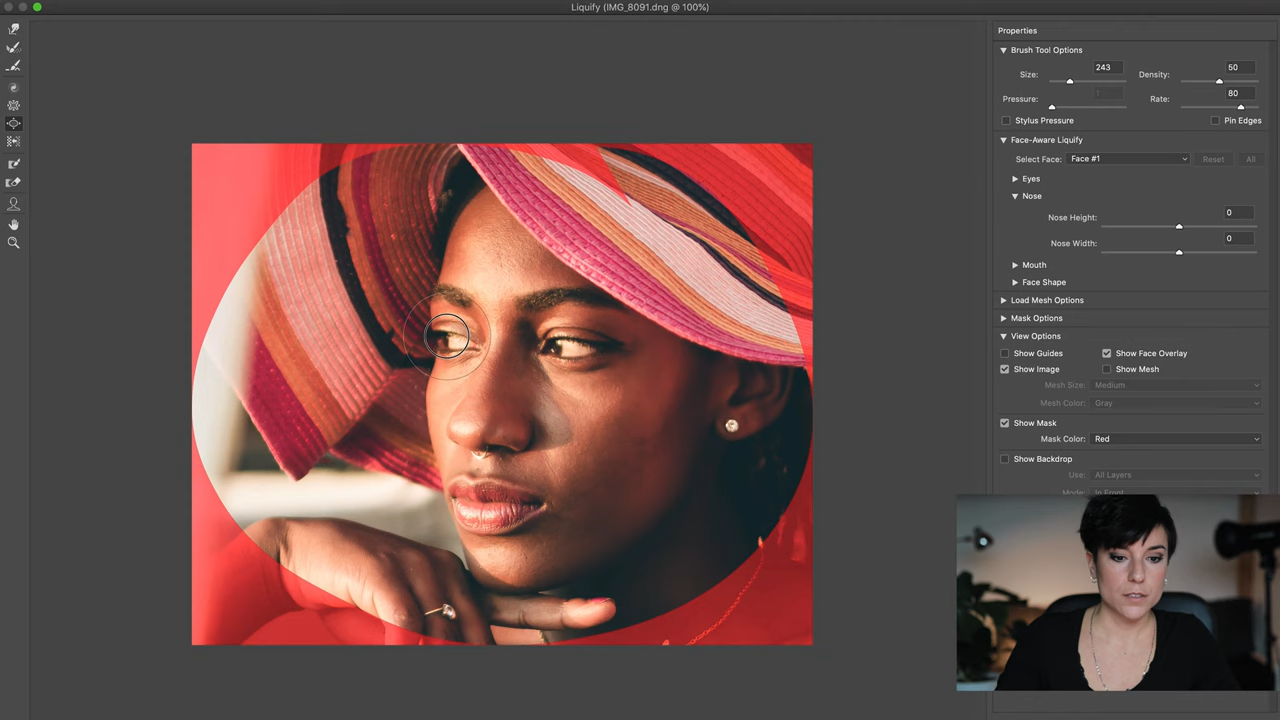 Liquify (IMG_8091.dng @ 100%)
Properties
Brush Tool Options
Size: 243 Density: 50
Pressure: Rate: 80
Stylus Pressure Pin Edges
Face-Aware Liquify
Select Face: Face #1 Reset All
Eyes
Nose
Nose Height: 0
Nose Width: 0
Mouth
Face Shape
Load Mesh Options
Mask Options
View Options
Show Guides Show Face Overlay
Show Image Show Mesh
Mesh Size: Medium
Mesh Color: Gray
Show Mask
Mask Color: Red
Show Backdrop
Use: All Layers
Mode: In Front